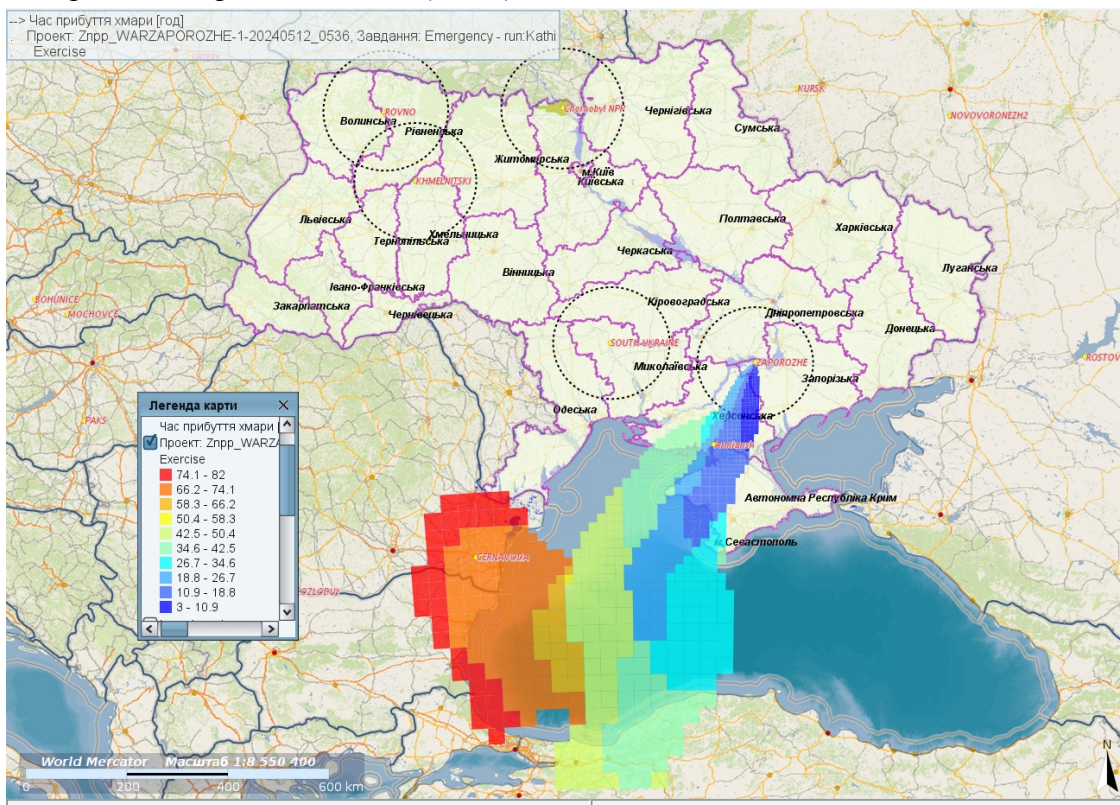 --> Час прибуття хмари [год]
Проект: Znpp_WARZAPOROZHE-1-20240512_0536, Завдання: Emergency - run:Kathi
Exercise
KURSK
Chornobyl NPP
ROVNO
Чернігівська
NOVOVORONEZH2
Волинська
Рівненська
Сумська
Житомирська
м.Київ
Київська
KHMELNITSKI
Львівська
Полтавська
Харківська
Хмельницька
Тернопільська
Черкаська
Луганська
Вінницька
Івано-Франківська
BOHUNICE
Закарпатська
Кіровоградська
MOCHOVCE
Чернівецька
Дніпропетровська
Донецька
SOUTH-UKRAINE
ROSTOV
ZAPOROZHE
Миколаївська
Запорізька
Легенда карти
Одеська
Херсонська
PAKS
Час прибуття хмари [
Проект: Znpp_WARZ
Armiansk
Exercise
74.1 - 82
66.2 - 74.1
58.3 - 66.2
50.4 - 58.3
42.5 - 50.4
34.6 - 42.5
26.7 - 34.6
18.8 - 26.7
10.9 - 18.8
3 - 10.9
Автономна Республіка Крим
м.Севастополь
CERNAVODA
OZLODUI
N
World Mercator Масштаб 1:8 550 400
0 200 400 600 km